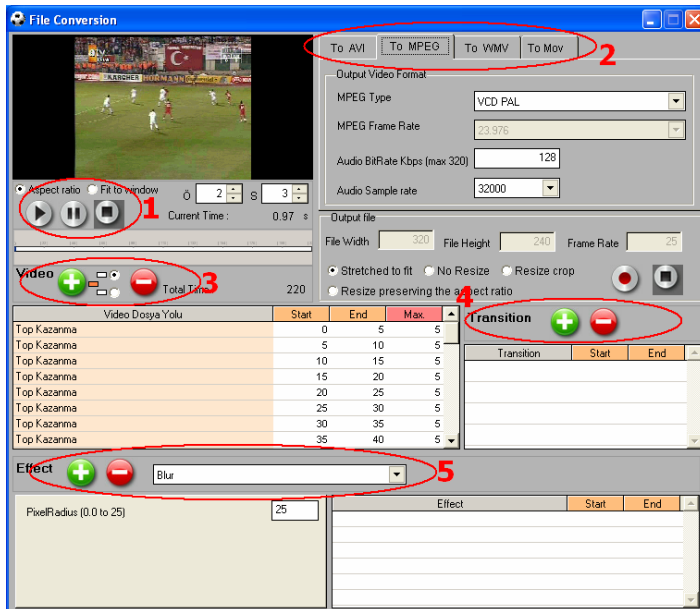 File Conversion
atv
KARCHER
HORMANN
To AVI
To MPEG
To WMV
To Mov
2
Output Video Format
MPEG Type
VCD PAL
MPEG Frame Rate
23.976
Audio BitRate Kbps (max 320)
128
Audio Sample rate
32000
Aspect ratio
Fit to window
Ö
2
S
3
1
Current Time :
0.97 s
Output file
File Width
320
File Height
240
Frame Rate
25
Stretched to fit
No Resize
Resize crop
Resize preserving the aspect ratio
Video
3
Total Time
220
4
Transition
Video Dosya Yolu Start End Max.
Top Kazanma 0 5 5
Top Kazanma 5 10 5
Top Kazanma 10 15 5
Top Kazanma 15 20 5
Top Kazanma 20 25 5
Top Kazanma 25 30 5
Top Kazanma 30 35 5
Top Kazanma 35 40 5
Transition Start End
Effect
Blur
5
PixelRadius (0.0 to 25)
25
Effect Start End